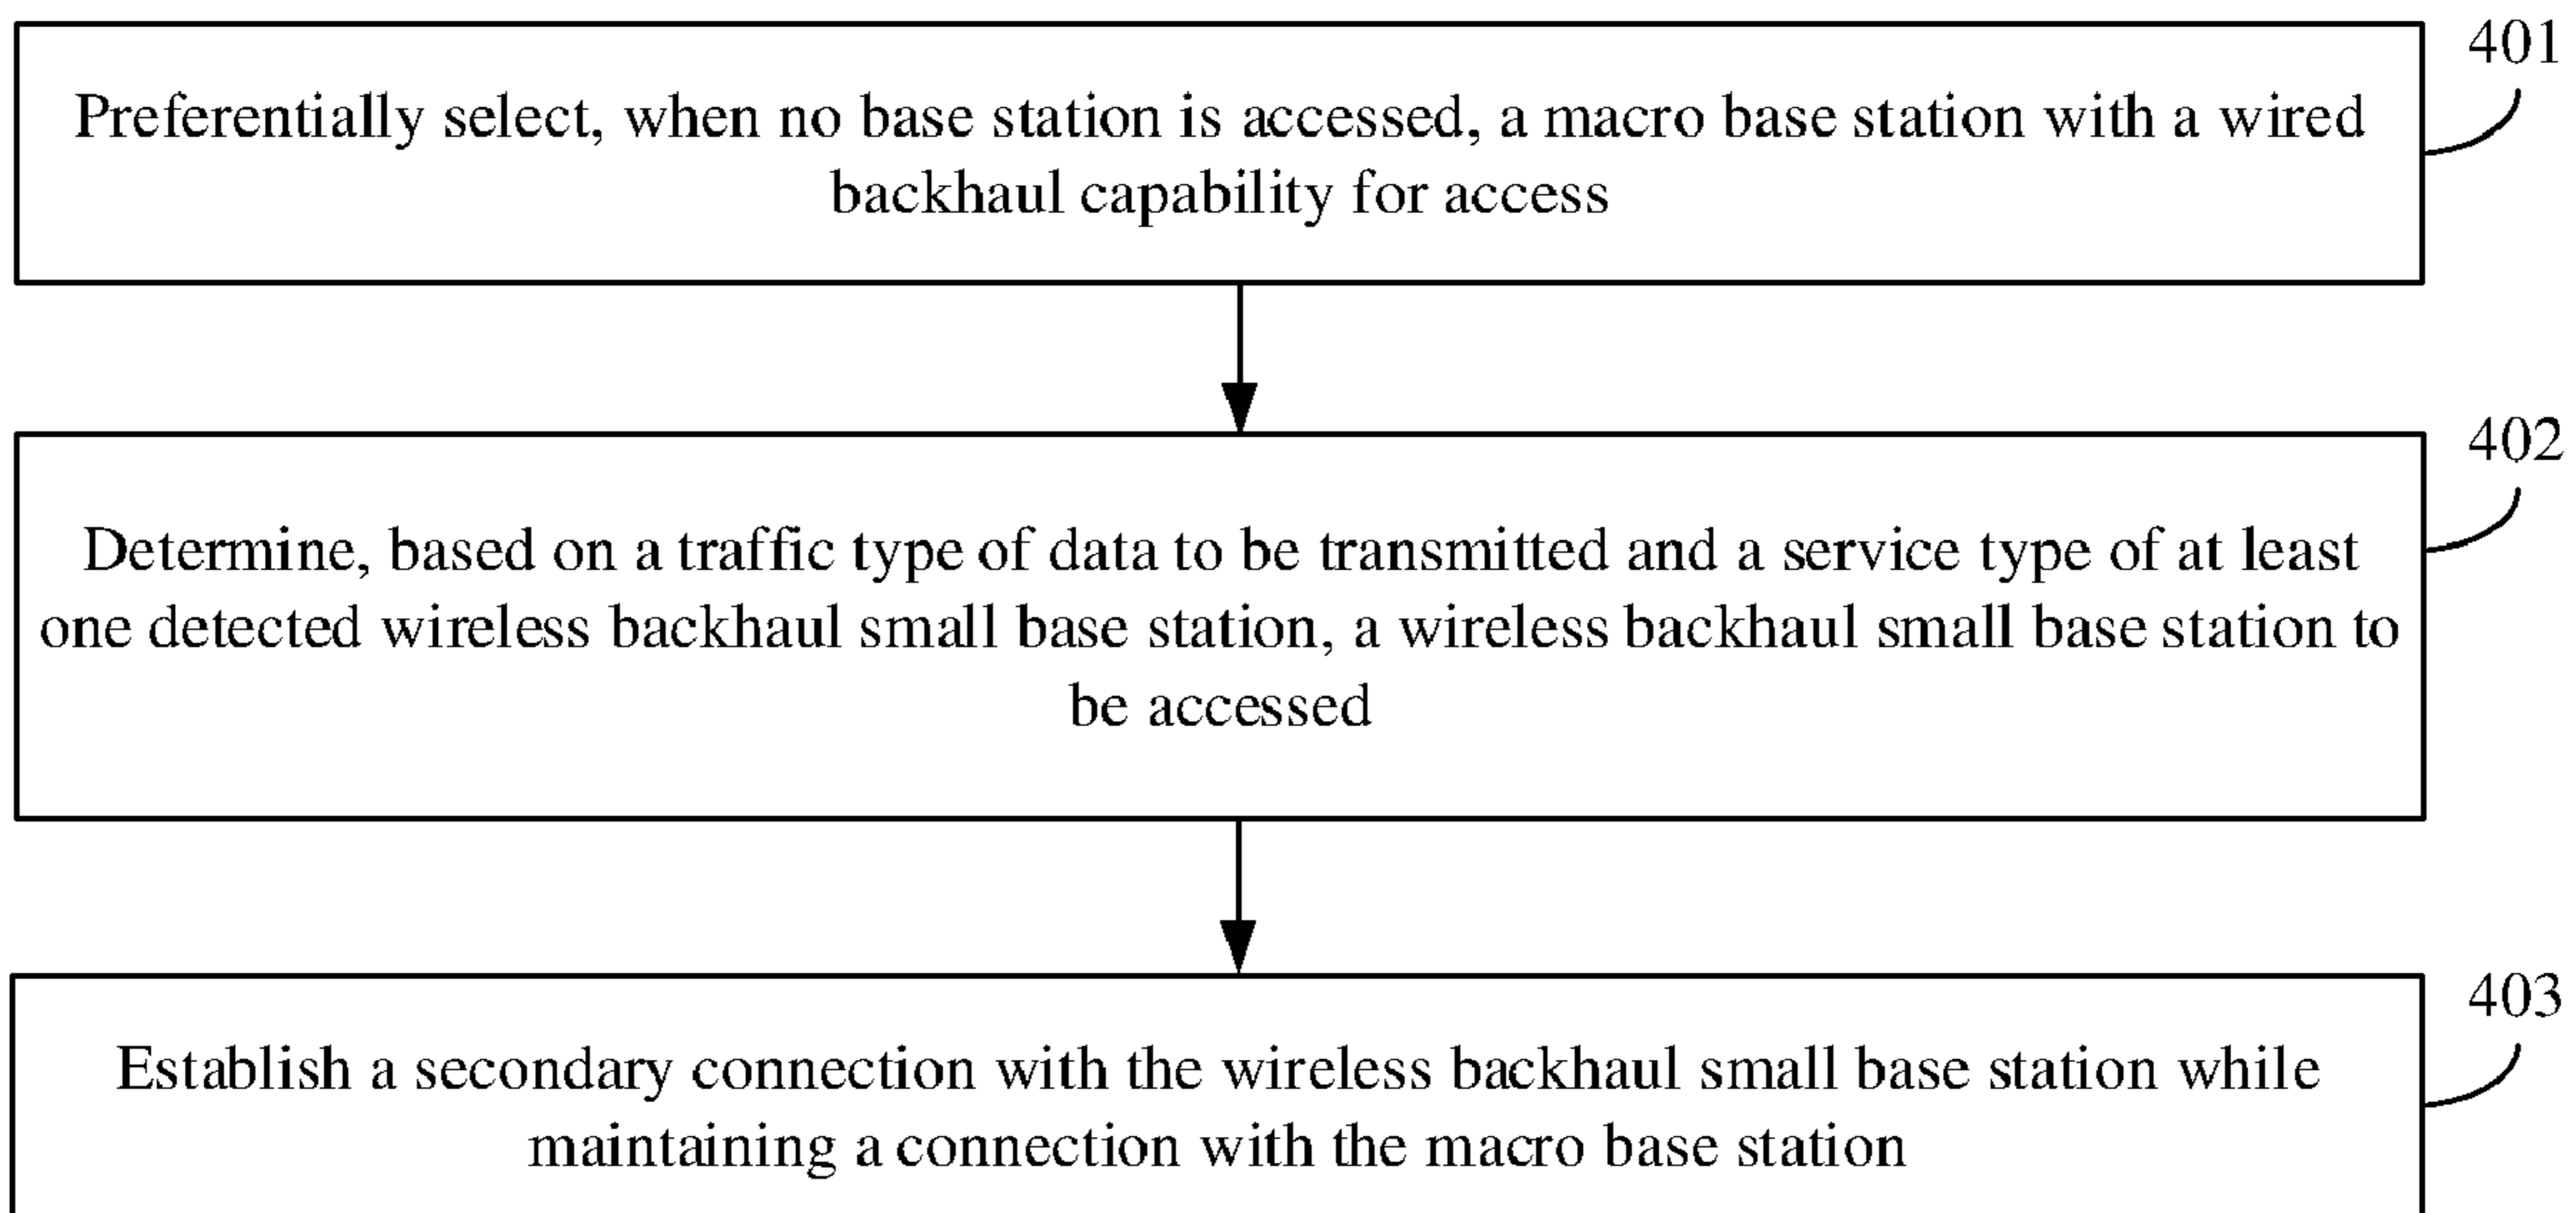 401
Preferentially select, when no base station is accessed, a macro base station with a wired
backhaul capability for access
402
Determine, based on a traffic type of data to be transmitted and a service type of at least
one detected wireless backhaul small base station, a wireless backhaul small base station to
be accessed
403
Establish a secondary connection with the wireless backhaul small base station while
maintaining a connection with the macro base station